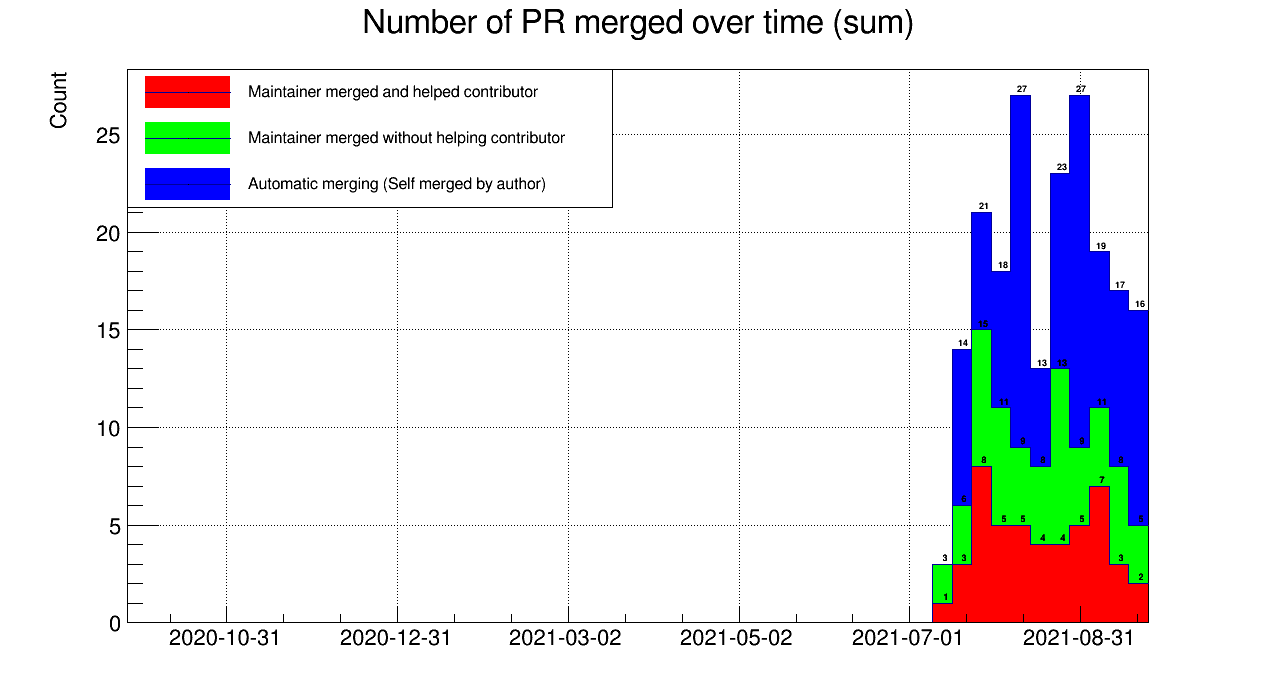 Number of PR merged over time (sum)
Count
Maintainer merged and helped contributor
Maintainer merged without helping contributor
Automatic merging (Self merged by author)
25
20
15
10
5
0
27 27
23
21
19
18
17
16
15
14
13 13
11 11
9 9
8 8 8
7
6
5 5 5 5
4 4
3 3 3
2
1
2020-10-31 2020-12-31 2021-03-02 2021-05-02 2021-07-01 2021-08-31